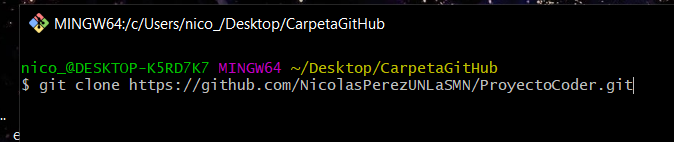 MINGW64:/c/Users/nico_/Desktop/CarpetaGitHub
nico_@DESKTOP-K5RD7K7 MINGW64 ~/Desktop/CarpetaGitHub
$ git clone https://github.com/NicolasPerezUNLaSMN/ProyectoCoder.git
..
e